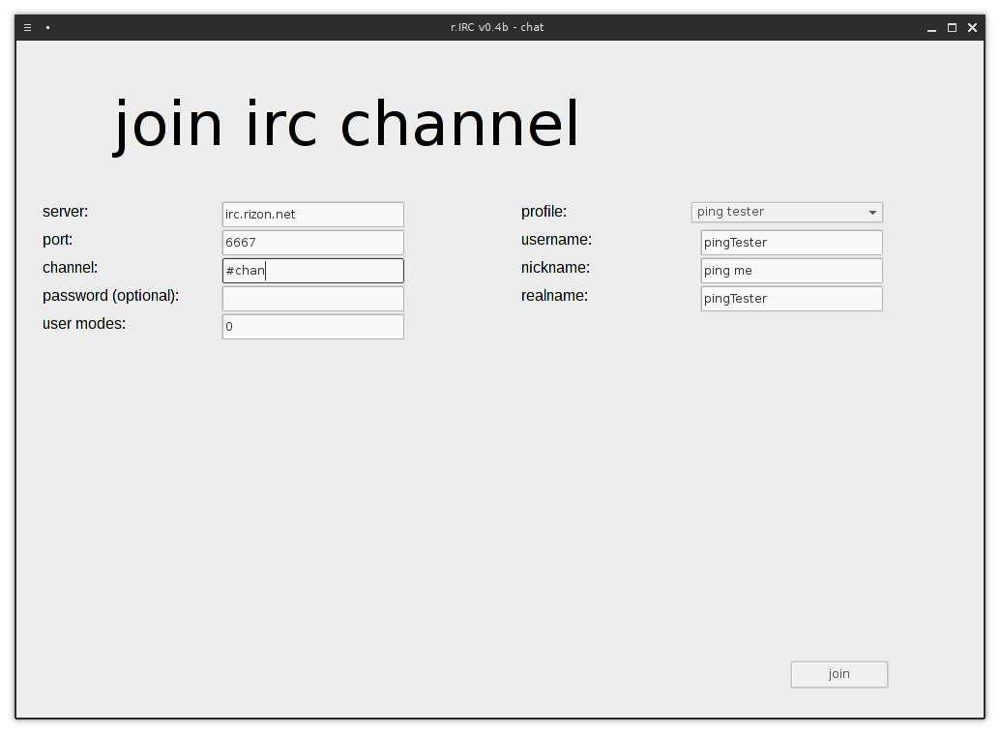 r.IRC v0.4b - chat
join irc channel
server: irc.rizon.net
port: 6667
channel: #chan
password (optional):
user modes: 0
profile: ping tester
username: pingTester
nickname: ping me
realname: pingTester
join